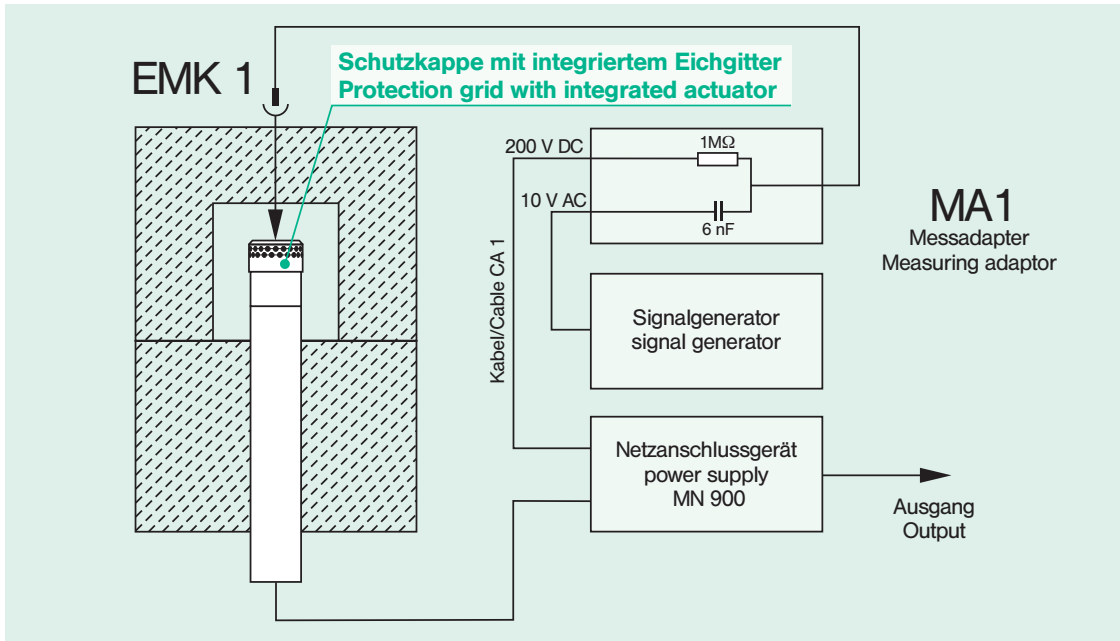 EMK 1
Schutzkappe mit integriertem Eichgitter
Protection grid with integrated actuator
200 V DC
1MΩ
10 V AC
6 nF
MA1
Messadapter
Measuring adaptor
Kabel/Cable CA 1
Signalgenerator
signal generator
Netzanschlussgerät
power supply
MN 900
Ausgang
Output